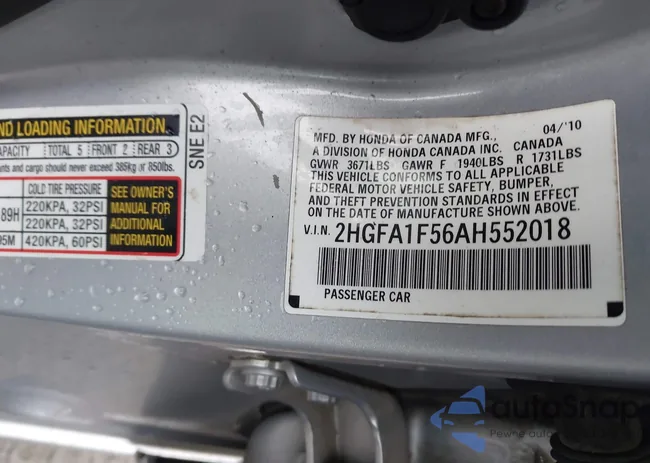 ND LOADING INFORMATION
CAPACITY TOTAL 5 FRONT 2 REAR 3
ants and cargo should never exceed 385kg or 850lbs.
COLD TIRE PRESSURE
89H 220KPA, 32PSI
220KPA, 32PSI
95M 420KPA, 60PSI
SEE OWNER'S
MANUAL FOR
ADDITIONAL
INFORMATION
SNE E2
MFD. BY HONDA OF CANADA MFG., 04/'10
A DIVISION OF HONDA CANADA INC. CANADA
GVWR 3671LBS GAWR F 1940LBS R 1731LBS
THIS VEHICLE CONFORMS TO ALL APPLICABLE
FEDERAL MOTOR VEHICLE SAFETY, BUMPER,
AND THEFT PREVENTION STANDARDS IN EFFECT
ON THE DATE OF MANUFACTURE SHOWN ABOVE.
V.I.N. 2HGFA1F56AH552018
PASSENGER CAR
autoSnap
Pewne auto